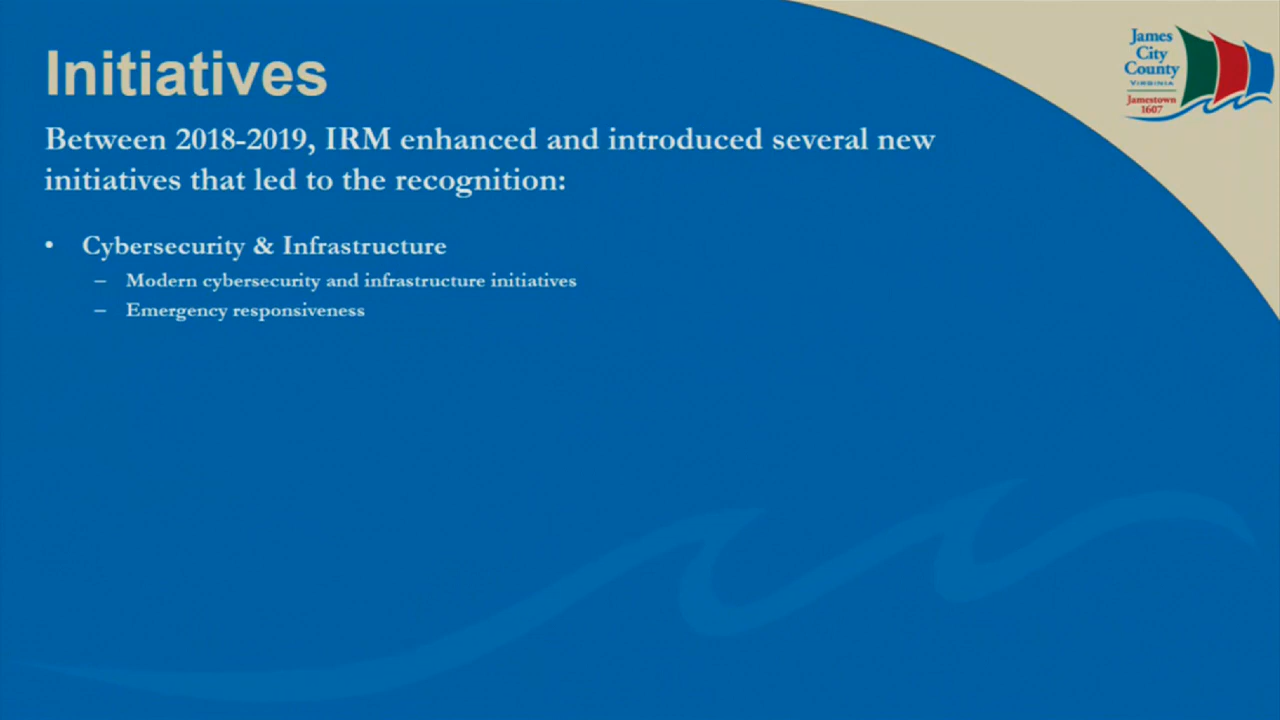 Initiatives
Between 2018-2019, IRM enhanced and introduced several new
initiatives that led to the recognition:
• Cybersecurity & Infrastructure
– Modern cybersecurity and infrastructure initiatives
– Emergency responsiveness
James
City
County
VIRGINIA
Jamestown
1607